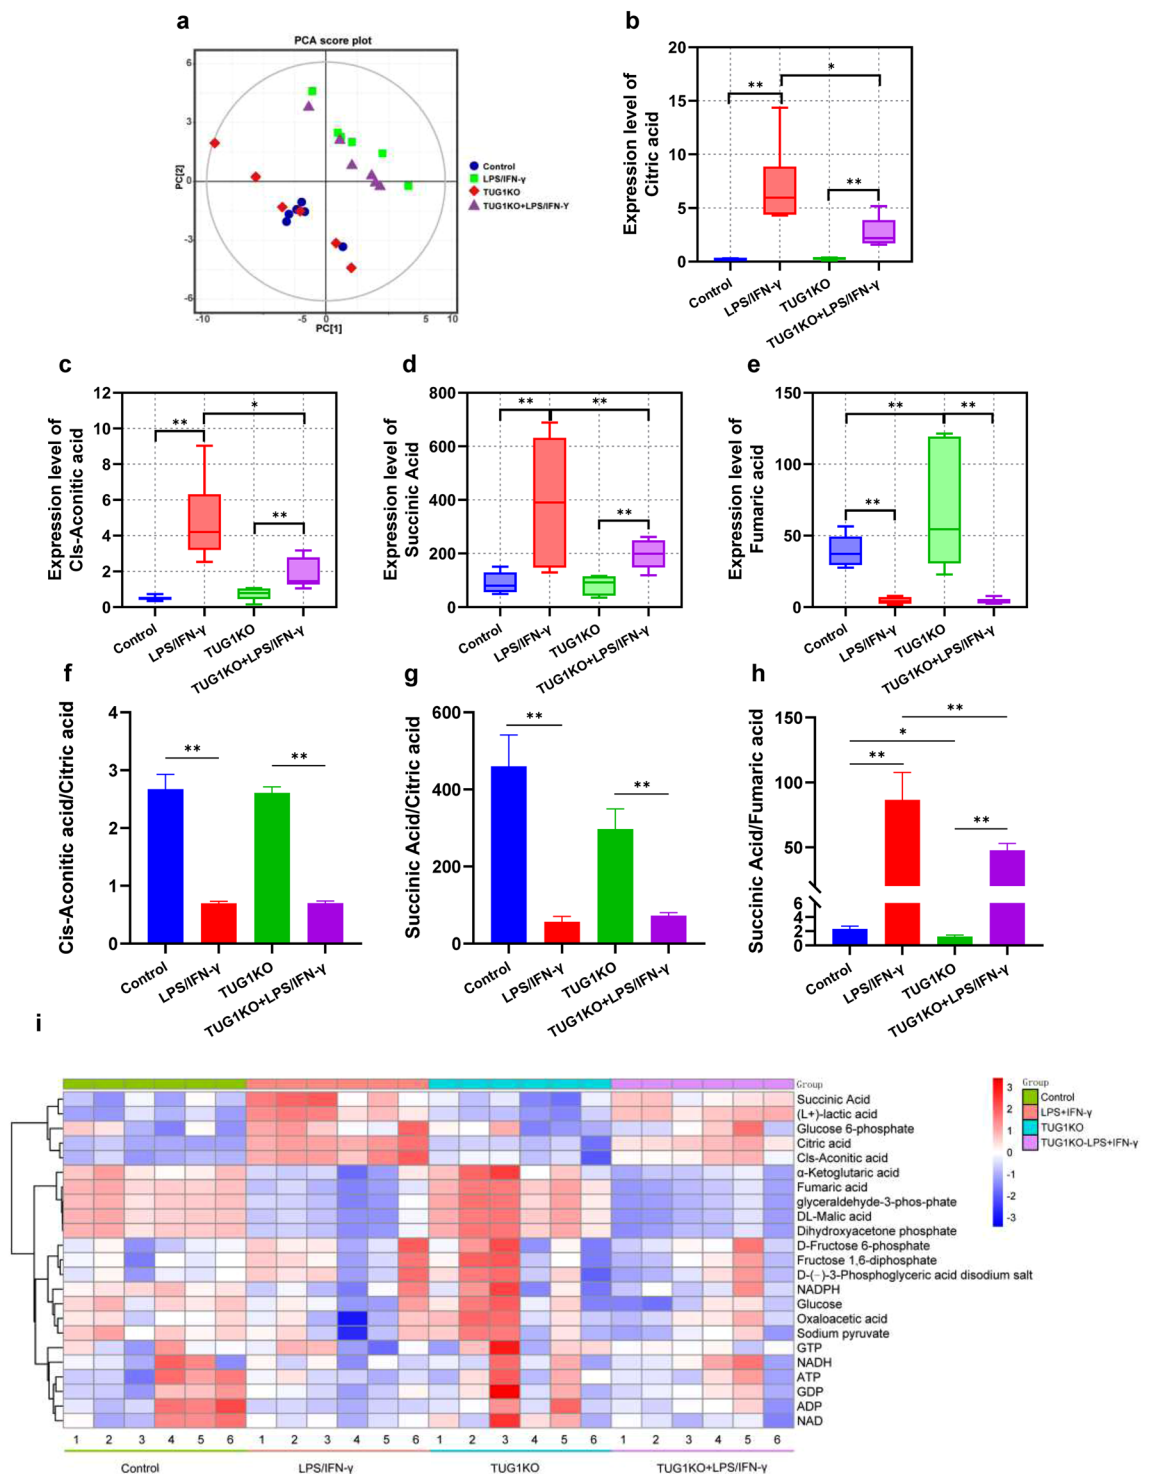 a
PCA score plot
6
3
0
-3
-6
PC[2]
-10
-5
0
5
10
PC[1]
Control
LPS/IFN-γ
TUG1KO
TUG1KO+LPS/IFN-Y
b
Expression level of
Citric acid
20
15
10
5
0
**
*
**
Control
LPS/IFN-γ
TUG1KO
TUG1KO+LPS/IFN-γ
c
Expression level of
Cls-Aconitic acid
12
10
8
6
4
2
0
**
*
**
Control
LPS/IFN-γ
TUG1KO
TUG1KO+LPS/IFN-γ
d
Expression level of
Succinic Acid
800
600
400
200
0
**
**
**
Control
LPS/IFN-γ
TUG1KO
TUG1KO+LPS/IFN-γ
e
Expression level of
Fumaric acid
150
100
50
0
**
**
**
Control
LPS/IFN-γ
TUG1KO
TUG1KO+LPS/IFN-γ
f
Cis-Aconitic acid/Citric acid
4
3
2
1
0
**
**
Control
LPS/IFN-γ
TUG1KO
TUG1KO+LPS/IFN-γ
g
Succinic Acid/Citric acid
600
400
200
0
**
**
Control
LPS/IFN-γ
TUG1KO
TUG1KO+LPS/IFN-γ
h
Succinic Acid/Fumaric acid
150
100
50
6
4
2
0
**
*
**
**
Control
LPS/IFN-γ
TUG1KO
TUG1KO+LPS/IFN-γ
i
Group
Succinic Acid
(L+)-lactic acid
Glucose 6-phosphate
Citric acid
Cls-Aconitic acid
α-Ketoglutaric acid
Fumaric acid
glyceraldehyde-3-phos-phate
DL-Malic acid
Dihydroxyacetone phosphate
D-Fructose 6-phosphate
Fructose 1,6-diphosphate
D-(−)-3-Phosphoglyceric acid disodium salt
NADPH
Glucose
Oxaloacetic acid
Sodium pyruvate
GTP
NADH
ATP
GDP
ADP
NAD
3
2
1
0
-1
-2
-3
Group
Control
LPS+IFN-γ
TUG1KO
TUG1KO-LPS+IFN-γ
1 2 3 4 5 6 1 2 3 4 5 6 1 2 3 4 5 6 1 2 3 4 5 6
Control LPS/IFN-γ TUG1KO TUG1KO+LPS/IFN-γ